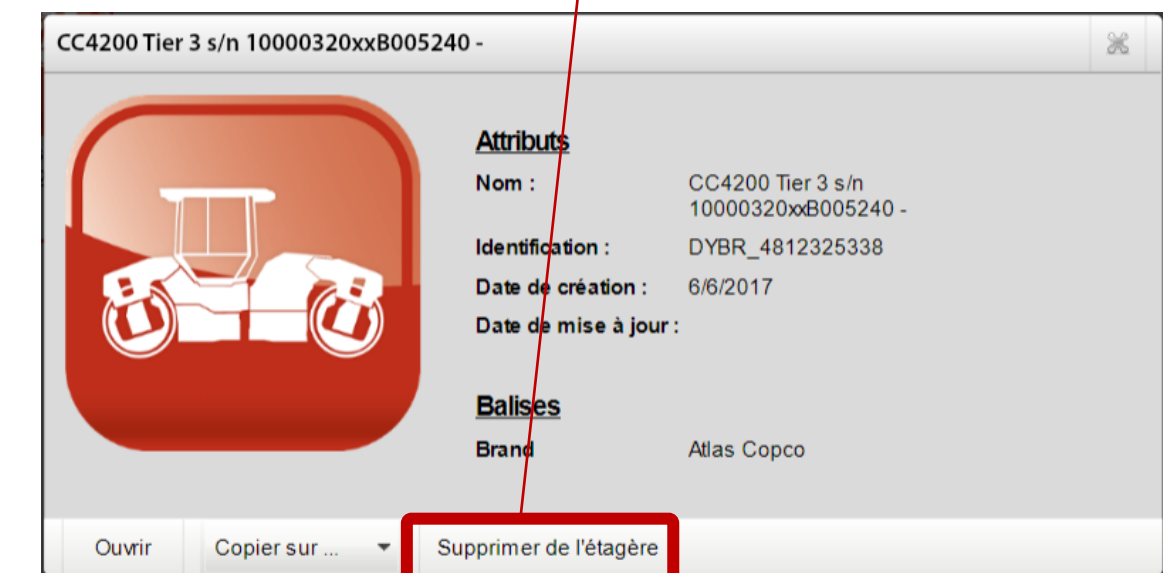 CC4200 Tier 3 s/n 10000320xxB005240 -
Attributs
Nom : CC4200 Tier 3 s/n
10000320xxB005240 -
Identification : DYBR_4812325338
Date de création : 6/6/2017
Date de mise à jour :
Balises
Brand Atlas Copco
Ouvrir Copier sur ... Supprimer de l'étagère